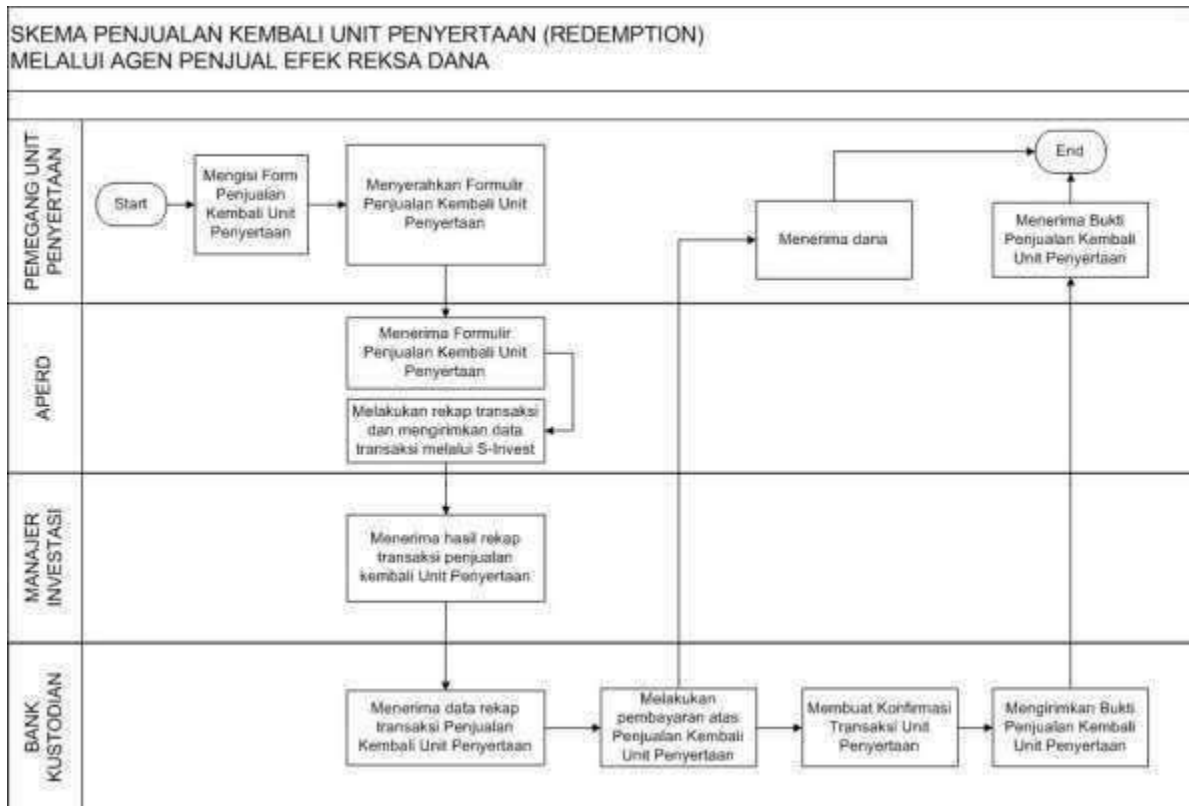 SKEMA PENJUALAN KEMBALI UNIT PENYERTAAN (REDEMPTION)
MELALUI AGEN PENJUAL EFEK REKSA DANA
PEMEGANG UNIT
PENYERTAAN
Start
Mengisi Form
Penjualan
Kembali Unit
Penyertaan
Menyerahkan Formulir
Penjualan Kembali Unit
Penyertaan
Menerima dana
End
Menerima Bukti
Penjualan Kembali
Unit Penyertaan
APERD
Menerima Formulir
Penjualan Kembali Unit
Penyertaan
Melakukan rekap transaksi
dan mengirimkan data
transaksi melalui S-Invest
MANAJER
INVESTASI
Menerima hasil rekap
transaksi penjualan
kembali Unit Penyertaan
BANK
KUSTODIAN
Menerima data rekap
transaksi Penjualan
Kembali Unit Penyertaan
Melakukan
pembayaran atas
Penjualan Kembali
Unit Penyertaan
Membuat Konfirmasi
Transaksi Unit
Penyertaan
Mengirimkan Bukti
Penjualan Kembali
Unit Penyertaan